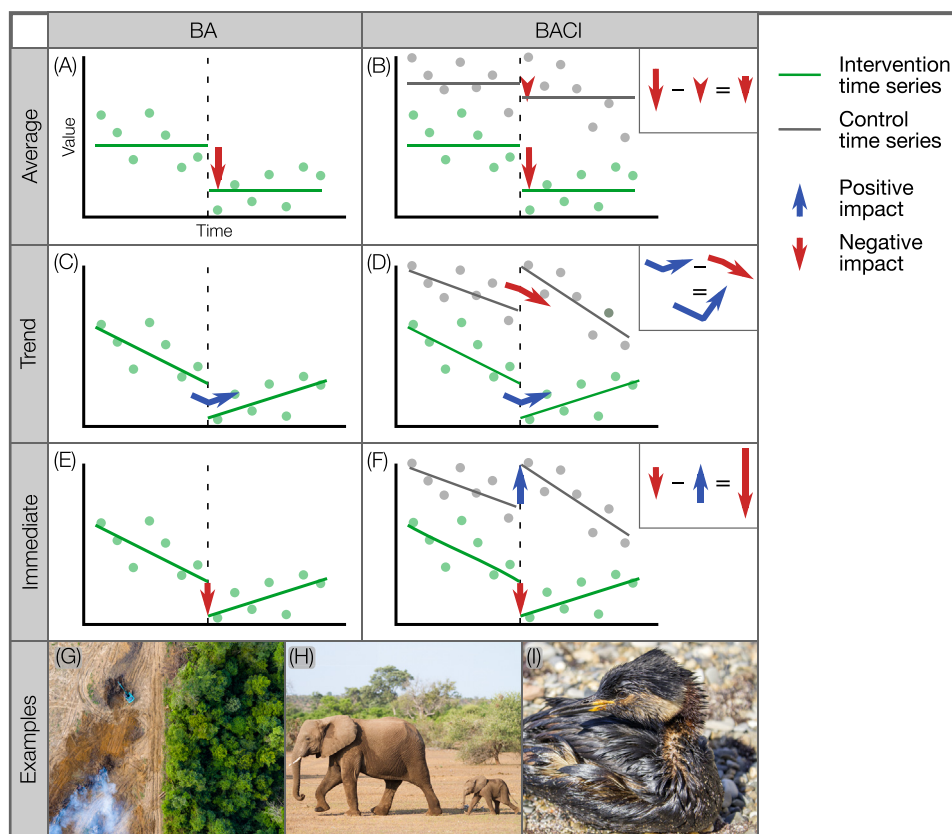 BA
BACI
Average
(A)
Value
Time
(B)
– =
Intervention
time series
Control
time series
Positive
impact
Negative
impact
Trend
(C)
(D)
–
=
Immediate
(E)
(F)
– =
Examples
(G)
(H)
(I)